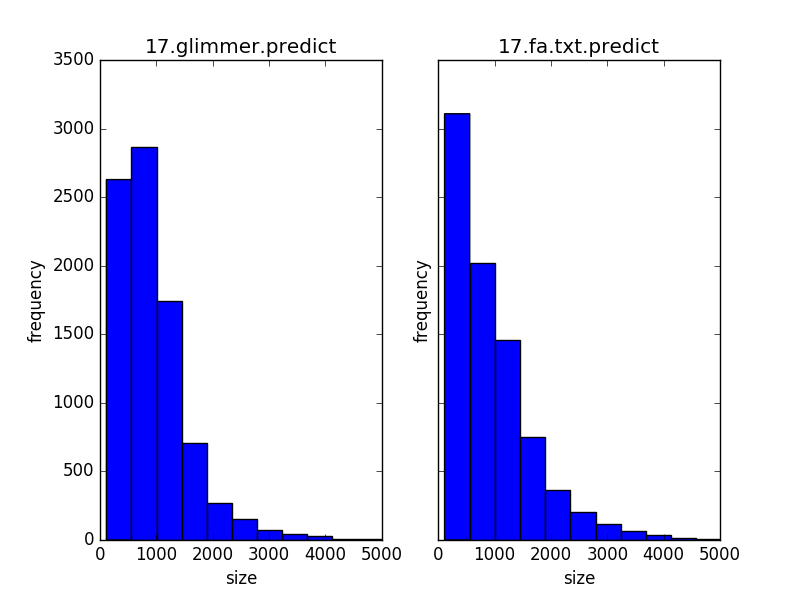 17.glimmer.predict
17.fa.txt.predict
3500
3000
2500
2000
1500
1000
500
0
frequency
frequency
0 1000 2000 3000 4000 5000
0 1000 2000 3000 4000 5000
size
size